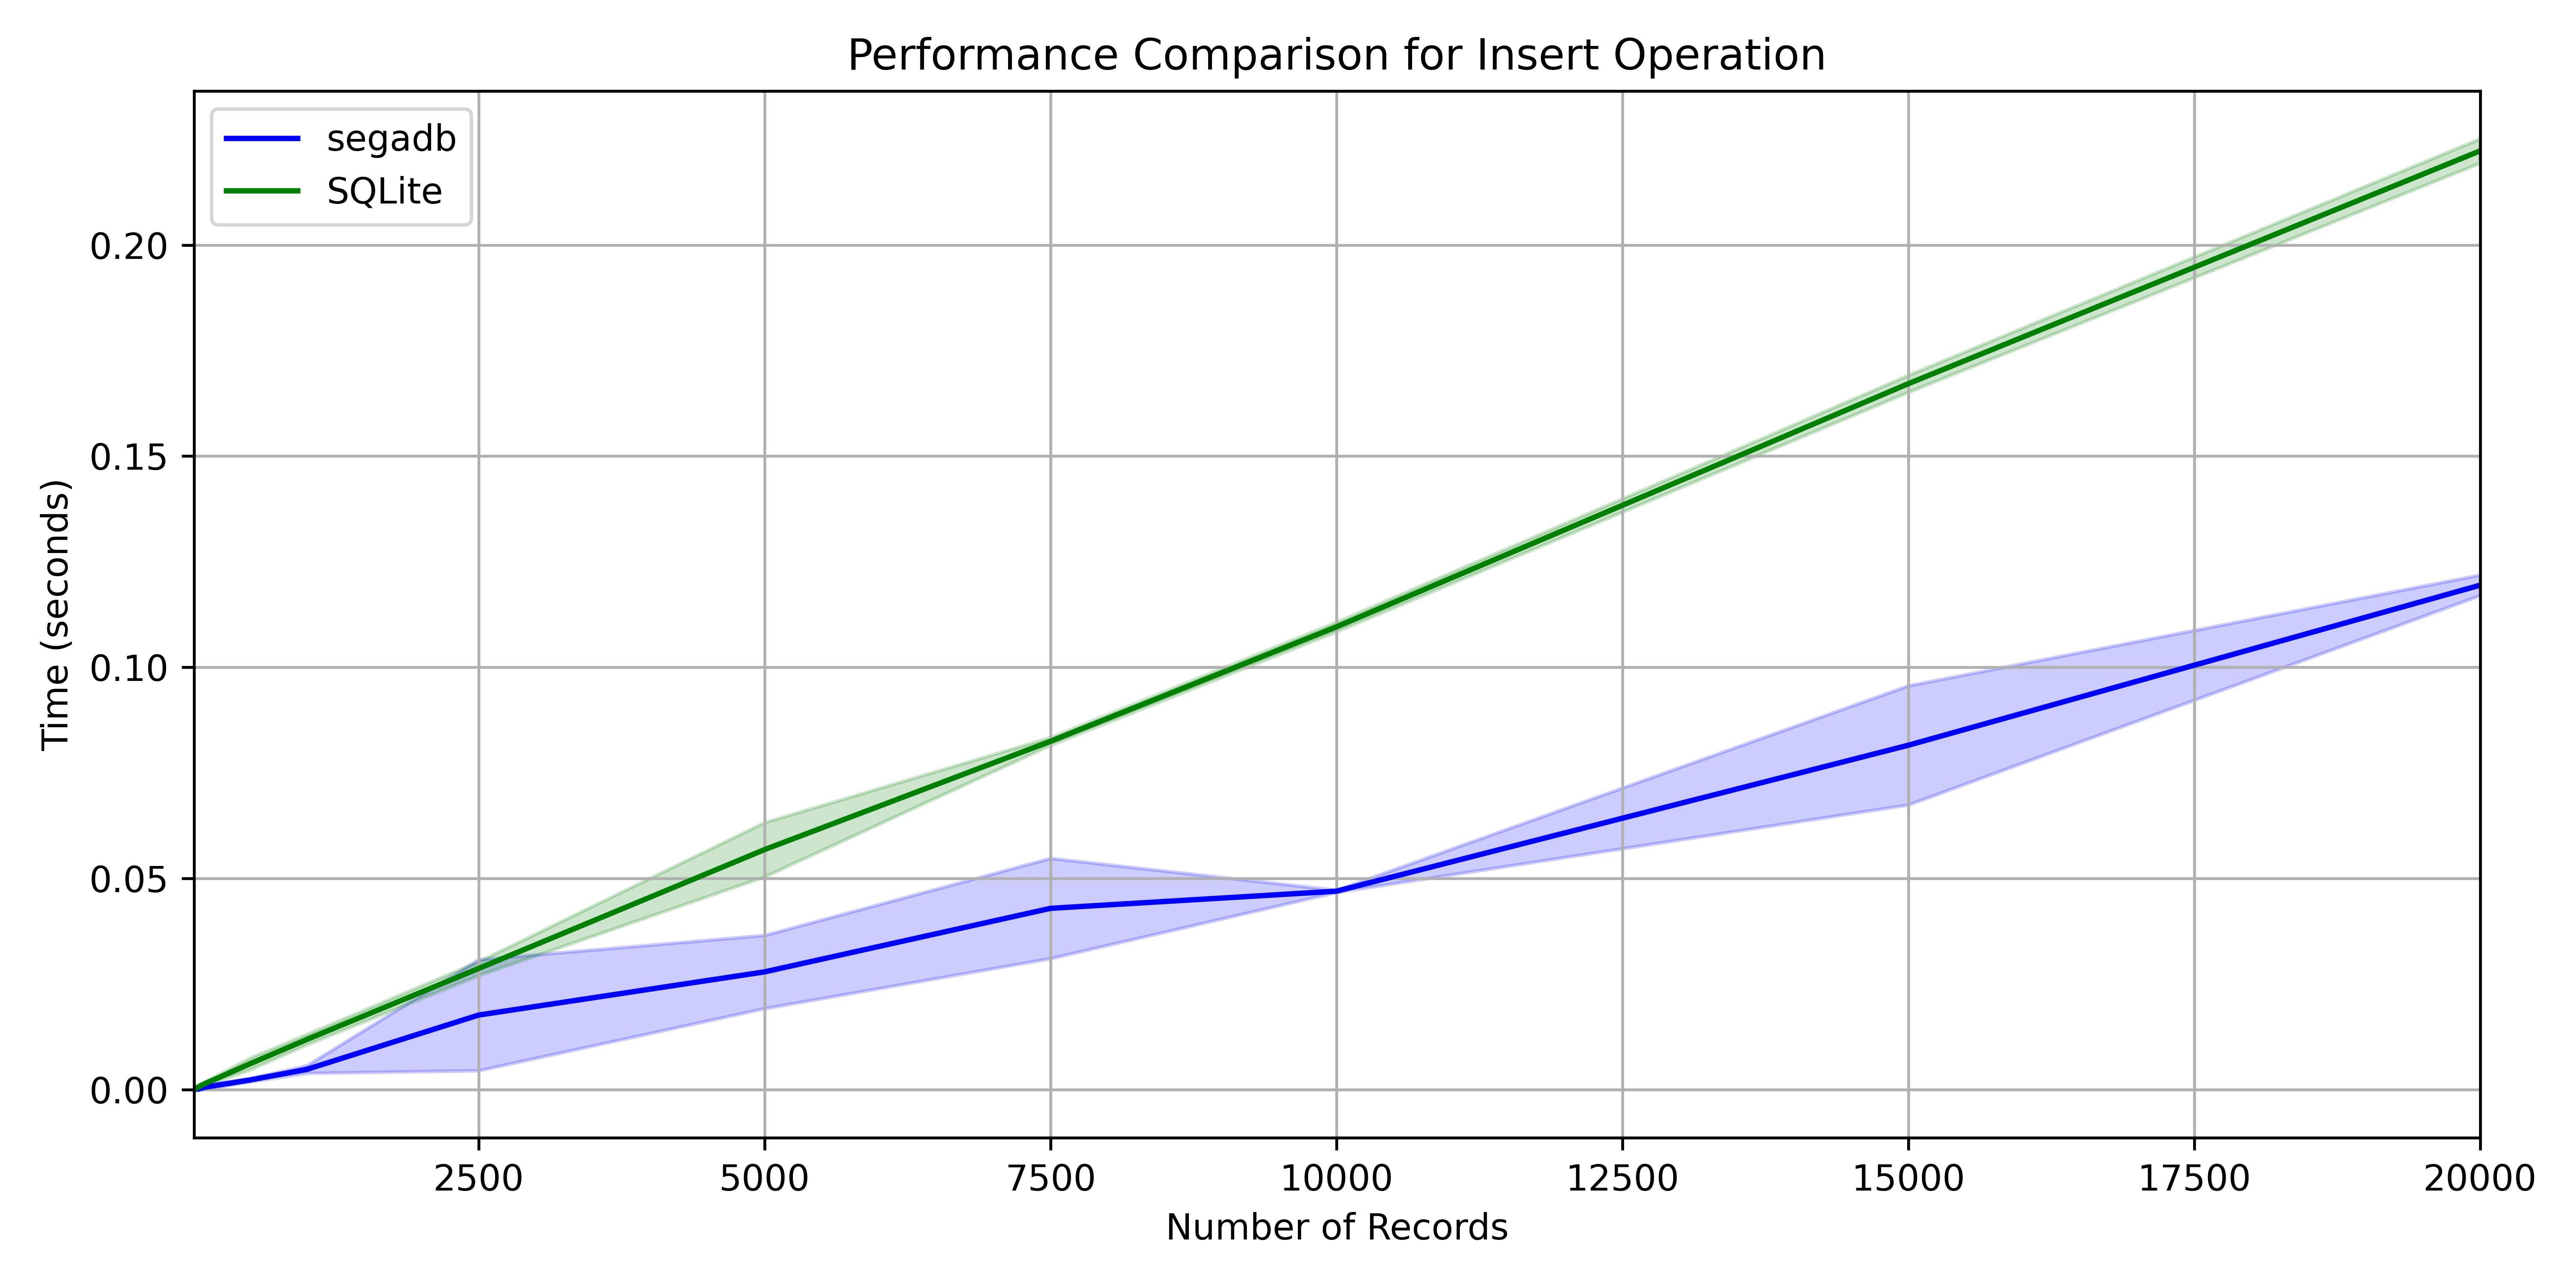 Performance Comparison for Insert Operation
segadb
SQLite
0.20
0.15
0.10
0.05
0.00
Time (seconds)
2500 5000 7500 10000 12500 15000 17500 20000
Number of Records